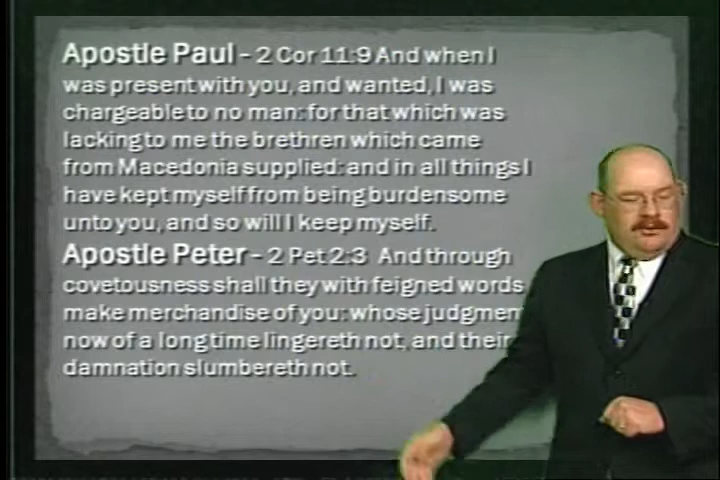 Apostle Paul – 2 Cor 11:9 And when I
was present with you, and wanted, I was
chargeable to no man: for that which was
lacking to me the brethren which came
from Macedonia supplied: and in all things I
have kept myself from being burdensome
unto you, and so will I keep myself.
Apostle Peter – 2 Pet 2:3 And through
covetousness shall they with feigned words
make merchandise of you: whose judgmen
now of a long time lingereth not, and their
damnation slumbereth not.